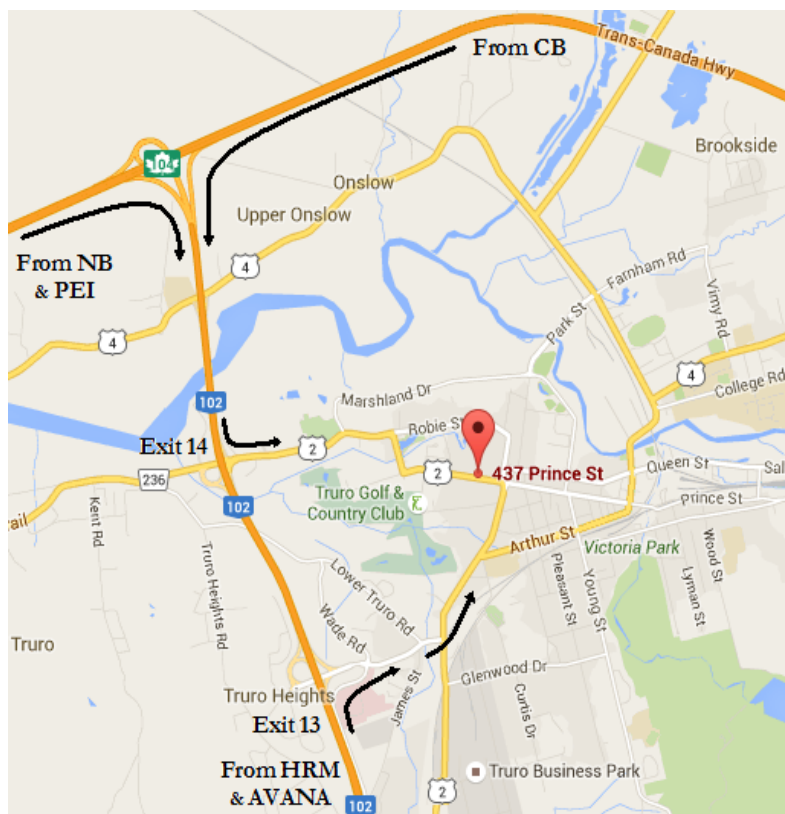 From CB
Trans-Canada Hwy
Brookside
104
Onslow
Upper Onslow
Farnham Rd
From NB
& PEI
4
Vimy Rd
4
Park St
4
College Rd
102
Marshland Dr
Robie St
Exit 14
2
437 Prince St
Queen St
Sal
236
2
Prince St
Truro Golf &
Country Club
ail
Kent Rd
102
Arthur St
Victoria Park
Truro Heights Rd
Lower Truro Rd
Pleasant St
Young St
Wood St
Lyman St
Wade Rd
Truro
Glenwood Dr
Truro Heights
James St
Curtis Dr
Exit 13
From HRM
& AVANA
102
2
Truro Business Park